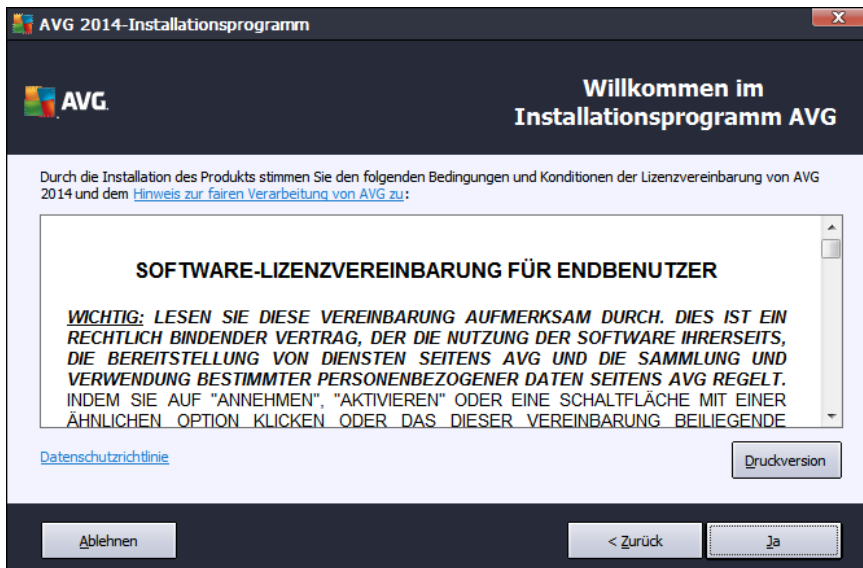 AVG 2014-Installationsprogramm
AVG.
Willkommen im
Installationsprogramm AVG
Durch die Installation des Produkts stimmen Sie den folgenden Bedingungen und Konditionen der Lizenzvereinbarung von AVG
2014 und dem Hinweis zur fairen Verarbeitung von AVG zu:
SOFTWARE-LIZENZVEREINBARUNG FÜR ENDBENUTZER
WICHTIG: LESEN SIE DIESE VEREINBARUNG AUFMERKSAM DURCH. DIES IST EIN
RECHTLICH BINDENDER VERTRAG, DER DIE NUTZUNG DER SOFTWARE IHRERSEITS,
DIE BEREITSTELLUNG VON DIENSTEN SEITENS AVG UND DIE SAMMLUNG UND
VERWENDUNG BESTIMMTER PERSONENBEZOGENER DATEN SEITENS AVG REGELT.
INDEM SIE AUF "ANNEHMEN", "AKTIVIEREN" ODER EINE SCHALTFLÄCHE MIT EINER
ÄHNLICHEN OPTION KLICKEN ODER DAS DIESER VEREINBARUNG BEILIEGENDE
Datenschutzrichtlinie
Druckversion
Ablehnen
< Zurück
Ja